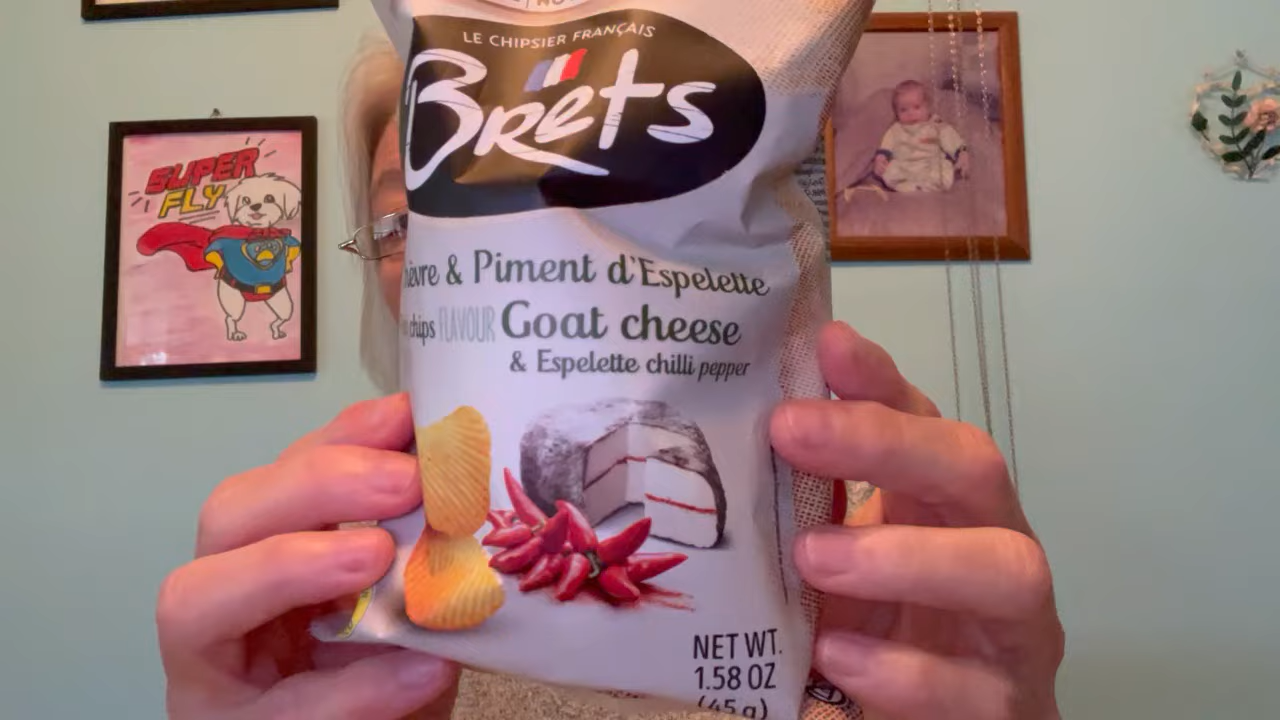 SUPER
FLY
LE CHIPSIER FRANÇAIS
Brets
èvre & Piment d'Espelette
chips FLAVOUR Goat cheese
& Espelette chilli pepper
NET WT.
1.58 OZ
(45 g)